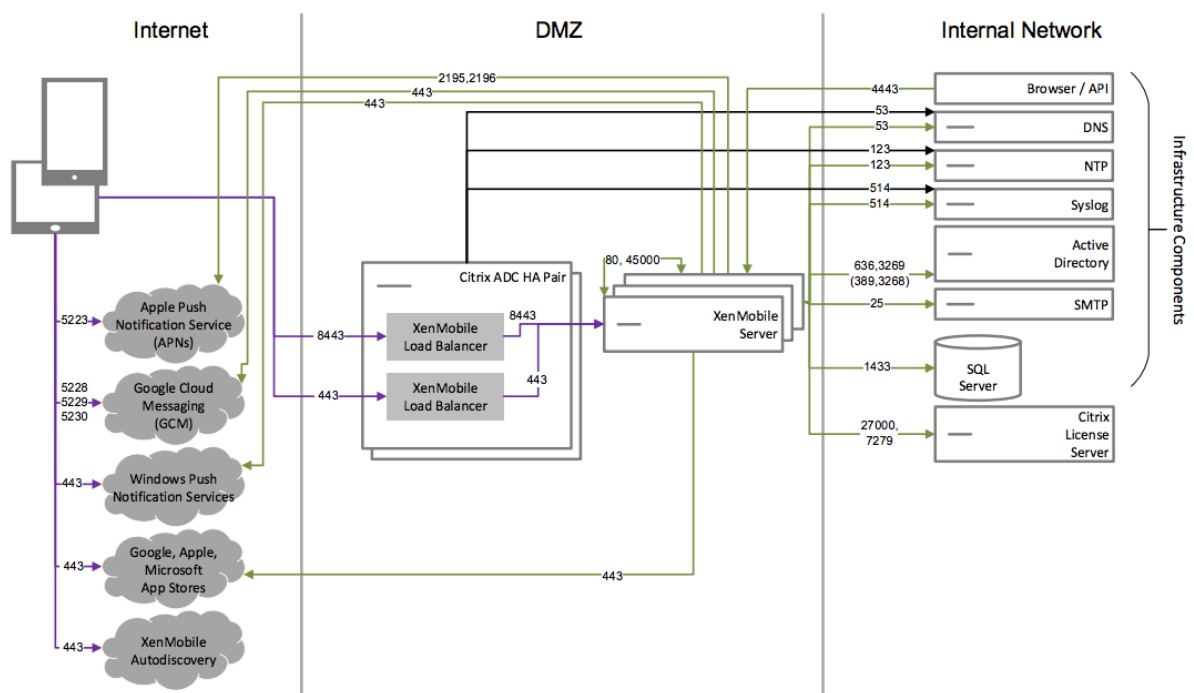 Internet
DMZ
Internal Network
2195,2196
443
443
4443
Browser / API
53
53
DNS
123
123
NTP
514
514
Syslog
Infrastructure Components
80, 45000
Citrix ADC HA Pair
636,3269
(389,3268)
Active
Directory
5223
Apple Push
Notification Service
(APNs)
8443
XenMobile
Load Balancer
8443
XenMobile
Server
25
SMTP
5228
5229
5230
Google Cloud
Messaging
(GCM)
443
XenMobile
Load Balancer
443
1433
SQL
Server
27000,
7279
Citrix
License
Server
443
Windows Push
Notification Services
443
Google, Apple,
Microsoft
App Stores
443
443
XenMobile
Autodiscovery